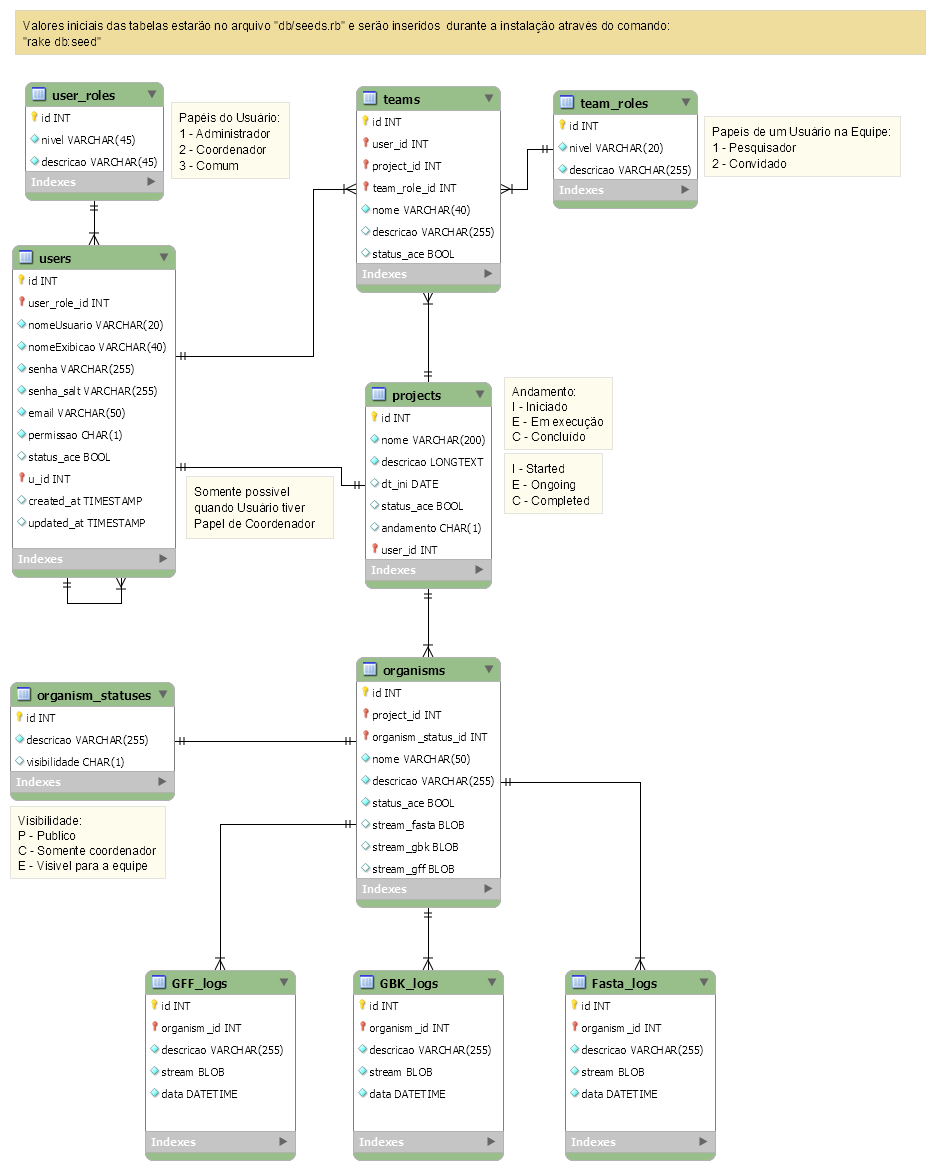 Valores iniciais das tabelas estarão no arquivo "db/seeds.rb" e serão inseridos durante a instalação através do comando:
"rake db:seed"
user_roles
id INT
nivel VARCHAR(45)
descricao VARCHAR(45)
Indexes
Papéis do Usuário:
1 - Administrador
2 - Coordenador
3 - Comum
teams
id INT
user_id INT
project_id INT
team_role_id INT
nome VARCHAR(40)
descricao VARCHAR(255)
status_ace BOOL
Indexes
team_roles
id INT
nivel VARCHAR(20)
descricao VARCHAR(255)
Indexes
Papéis de um Usuário na Equipe:
1 - Pesquisador
2 - Convidado
users
id INT
user_role_id INT
nomeUsuario VARCHAR(20)
nomeExibicao VARCHAR(40)
senha VARCHAR(255)
senha_salt VARCHAR(255)
email VARCHAR(50)
permissao CHAR(1)
status_ace BOOL
u_id INT
created_at TIMESTAMP
updated_at TIMESTAMP
Indexes
Somente possivel
quando Usuário tiver
Papel de Coordenador
projects
id INT
nome VARCHAR(200)
descricao LONGTEXT
dt_ini DATE
status_ace BOOL
andamento CHAR(1)
user_id INT
Indexes
Andamento:
I - Iniciado
E - Em execução
C - Concluído
I - Started
E - Ongoing
C - Completed
organism_statuses
id INT
descricao VARCHAR(255)
visibilidade CHAR(1)
Indexes
Visibilidade:
P - Publico
C - Somente coordenador
E - Visivel para a equipe
organisms
id INT
project_id INT
organism_status_id INT
nome VARCHAR(50)
descricao VARCHAR(255)
status_ace BOOL
stream_fasta BLOB
stream_gbk BLOB
stream_gff BLOB
Indexes
GFF_logs
id INT
organism_id INT
descricao VARCHAR(255)
stream BLOB
data DATETIME
Indexes
GBK_logs
id INT
organism_id INT
descricao VARCHAR(255)
stream BLOB
data DATETIME
Indexes
Fasta_logs
id INT
organism_id INT
descricao VARCHAR(255)
stream BLOB
data DATETIME
Indexes